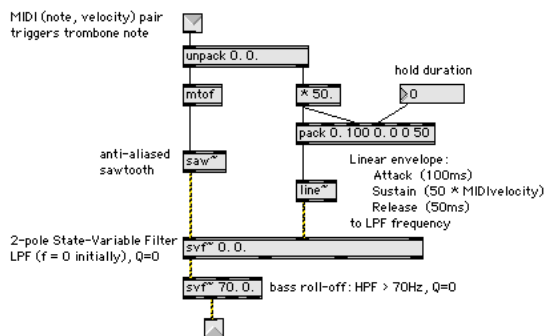 MIDI (note, velocity) pair
triggers trombone note
unpack 0. 0.
hold duration
mtof
* 50.
0
pack 0. 100 0. 0 0 50
anti-aliased
sawtooth
saw~
Linear envelope:
Attack (100ms)
Sustain (50 * MIDIvelocity)
Release (50ms)
to LPF frequency
line~
2-pole State-Variable Filter
LPF (f = 0 initially), Q=0
svf~ 0. 0.
svf~ 70. 0.
bass roll-off: HPF > 70Hz, Q=0